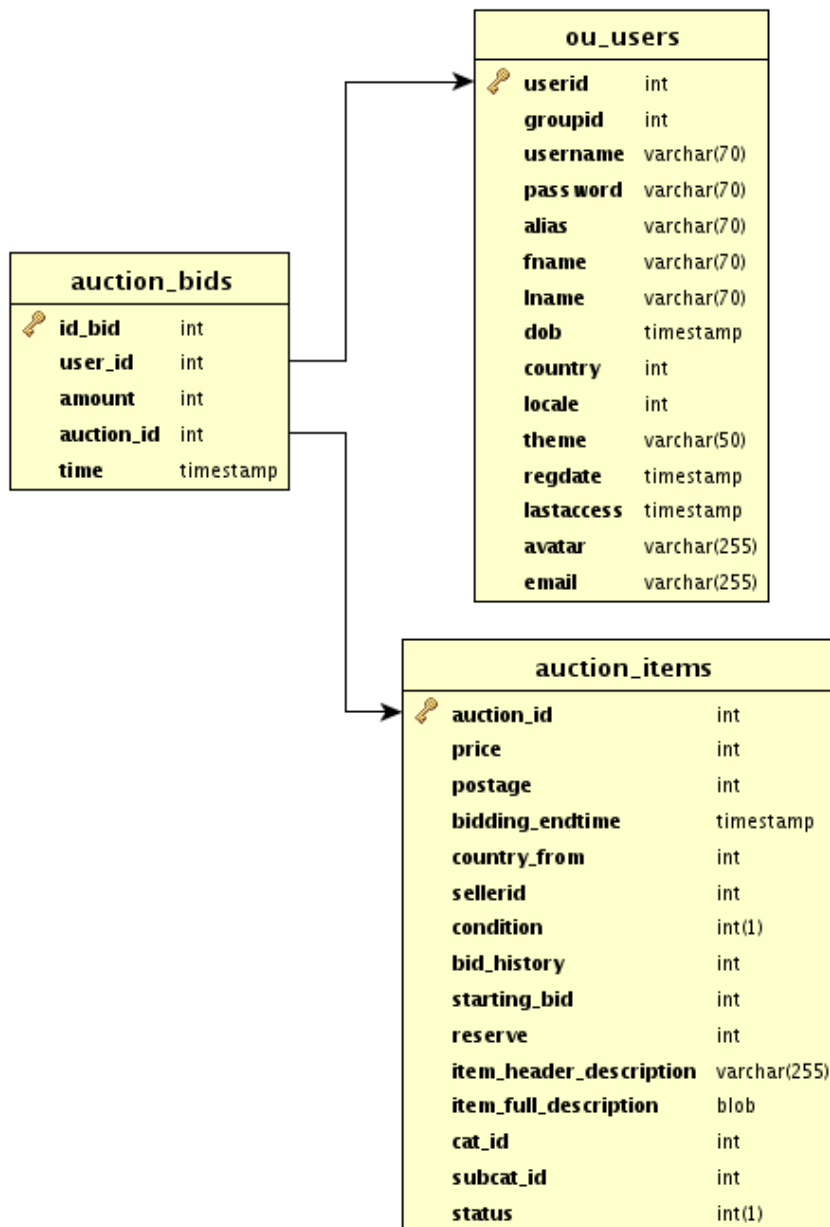 ou_users
userid int
groupid int
username varchar(70)
password varchar(70)
alias varchar(70)
fname varchar(70)
lname varchar(70)
dob timestamp
country int
locale int
theme varchar(50)
regdate timestamp
lastaccess timestamp
avatar varchar(255)
email varchar(255)
auction_bids
id_bid int
user_id int
amount int
auction_id int
time timestamp
auction_items
auction_id int
price int
postage int
bidding_endtime timestamp
country_from int
sellerid int
condition int(1)
bid_history int
starting_bid int
reserve int
item_header_description varchar(255)
item_full_description blob
cat_id int
subcat_id int
status int(1)